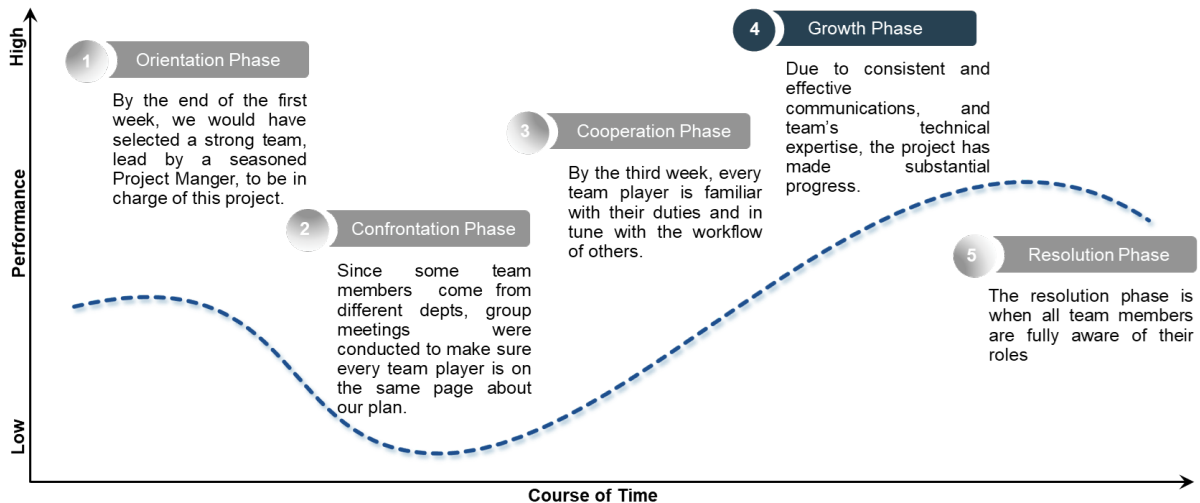 High
Performance
Low
1
Orientation Phase
By the end of the first
week, we would have
selected a strong team,
lead by a seasoned
Project Manger, to be in
charge of this project.
2
Confrontation Phase
Since some team
members come from
different depts, group
meetings were
conducted to make sure
every team player is on
the same page about
our plan.
3
Cooperation Phase
By the third week, every
team player is familiar
with their duties and in
tune with the workflow
of others.
4
Growth Phase
Due to consistent and
effective
communications, and
team’s technical
expertise, the project has
made substantial
progress.
5
Resolution Phase
The resolution phase is
when all team members
are fully aware of their
roles
Course of Time